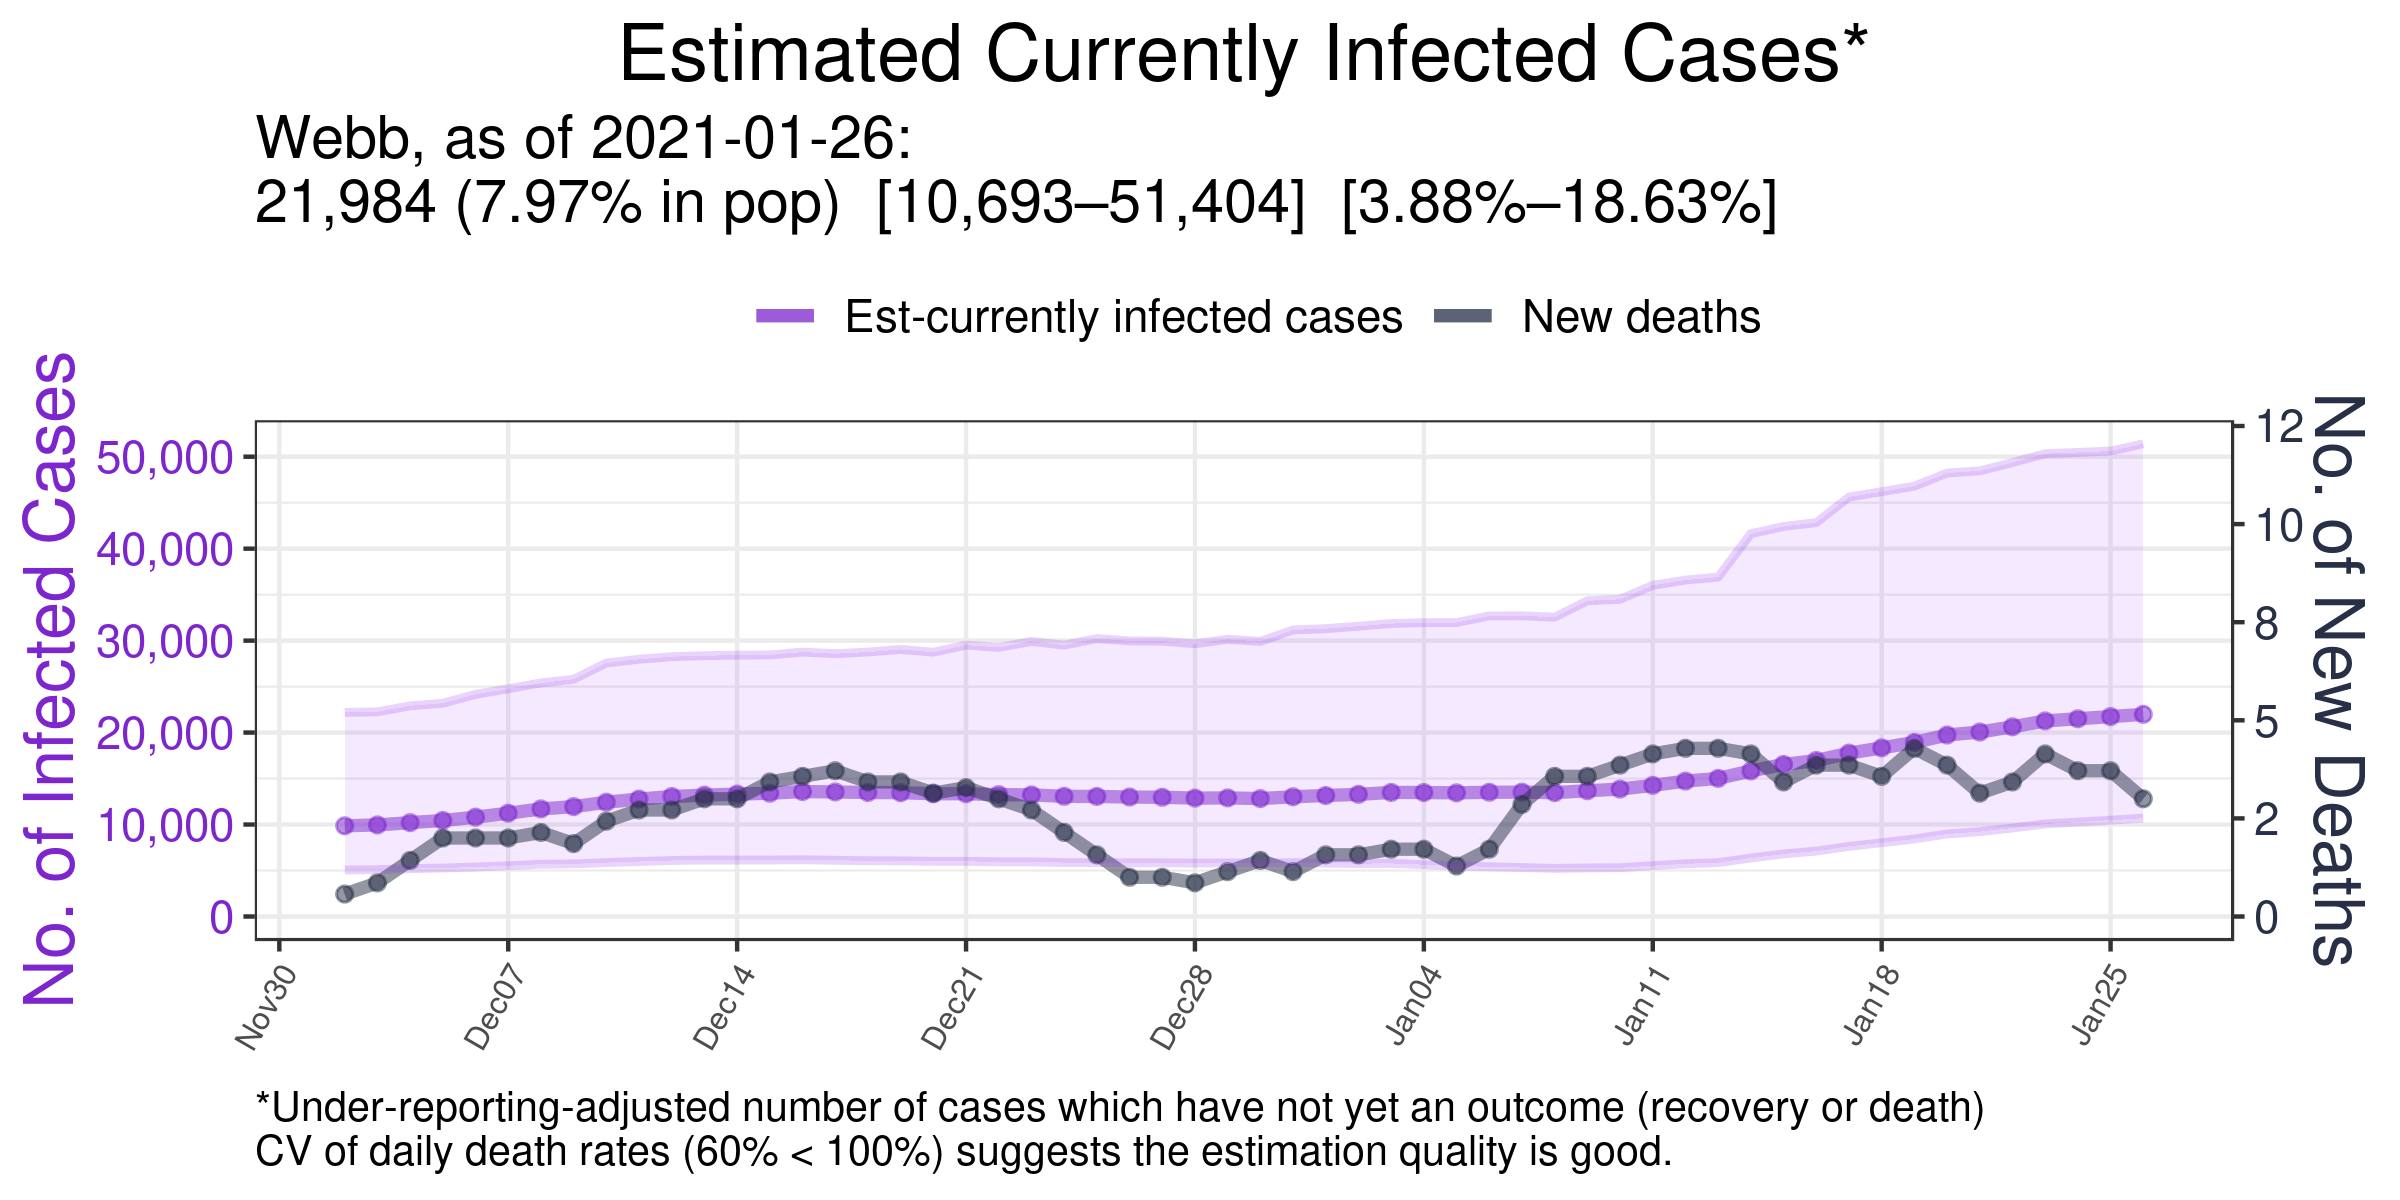 Estimated Currently Infected Cases*
Webb, as of 2021-01-26:
21,984 (7.97% in pop) [10,693–51,404] [3.88%–18.63%]
Est-currently infected cases
New deaths
No. of Infected Cases
50,000
40,000
30,000
20,000
10,000
0
12
10
8
5
2
0
No. of New Deaths
Nov30
Dec07
Dec14
Dec21
Dec28
Jan04
Jan11
Jan18
Jan25
*Under-reporting-adjusted number of cases which have not yet an outcome (recovery or death)
CV of daily death rates (60% < 100%) suggests the estimation quality is good.